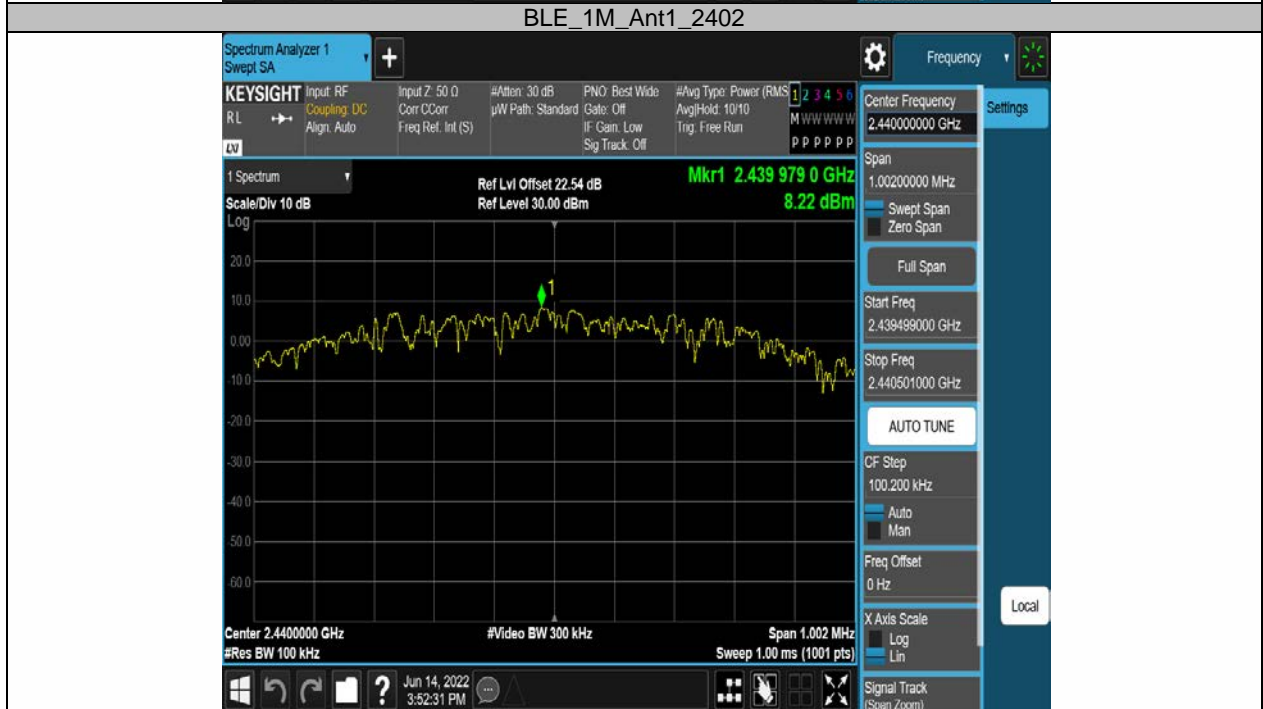 BLE_1M_Ant1_2402
Spectrum Analyzer 1
Swept SA
+
Frequency
KEYSIGHT
Input: RF
Coupling: DC
Align: Auto
RL
LXI
Input Z: 50 Ω
Corr CCorr
Freq Ref: Int (S)
#Atten: 30 dB
µW Path: Standard
PNO: Best Wide
Gate: Off
IF Gain: Low
Sig Track: Off
#Avg Type: Power (RMS
Avg|Hold: 10/10
Trig: Free Run
1 2 3 4 5 6
M W W W W W
P P P P P P
Settings
1 Spectrum
Scale/Div 10 dB
Ref Lvl Offset 22.54 dB
Ref Level 30.00 dBm
Mkr1 2.439 979 0 GHz
8.22 dBm
Log
20.0
10.0
0.00
-10.0
-20.0
-30.0
-40.0
-50.0
-60.0
1
Center 2.4400000 GHz
#Res BW 100 kHz
#Video BW 300 kHz
Span 1.002 MHz
Sweep 1.00 ms (1001 pts)
Center Frequency
2.440000000 GHz
Span
1.00200000 MHz
Swept Span
Zero Span
Full Span
Start Freq
2.439499000 GHz
Stop Freq
2.440501000 GHz
AUTO TUNE
CF Step
100.200 kHz
Auto
Man
Freq Offset
0 Hz
X Axis Scale
Log
Lin
Signal Track
(Span Zoom)
Local
?
Jun 14, 2022
3:52:31 PM